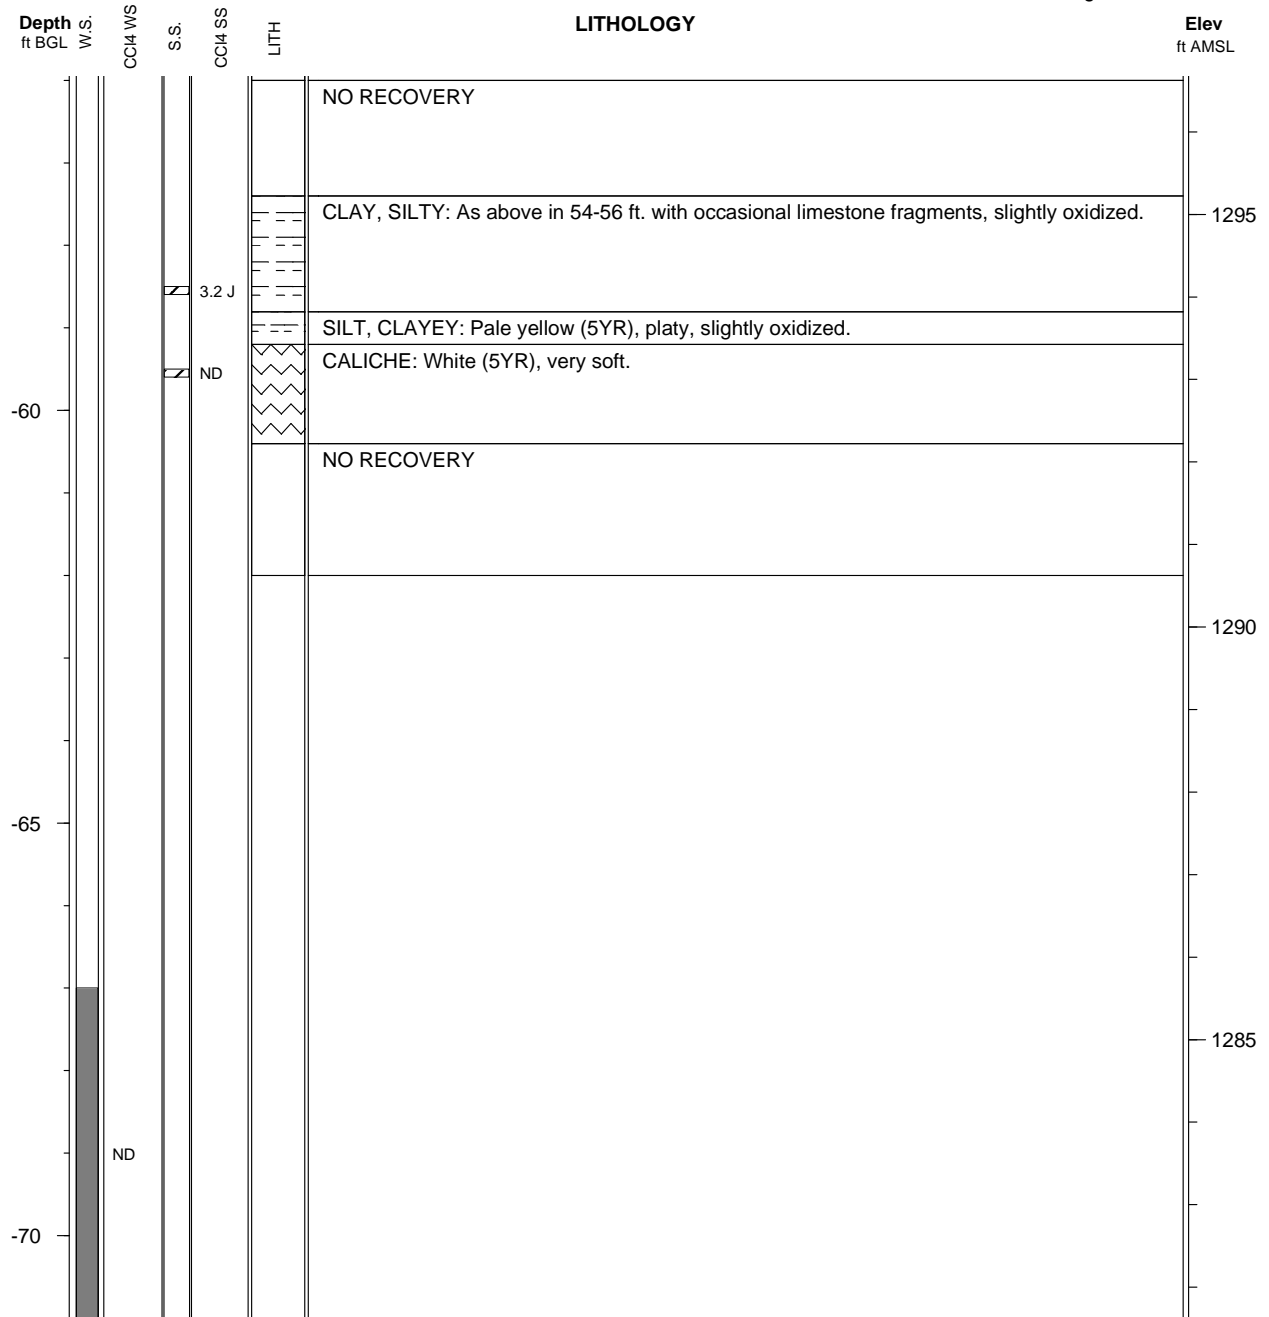 Depth
ft BGL
W.S.
CCl4 WS
S.S.
CCl4 SS
LITH
LITHOLOGY
Elev
ft AMSL
NO RECOVERY
CLAY, SILTY: As above in 54-56 ft. with occasional limestone fragments, slightly oxidized.
1295
3.2 J
SILT, CLAYEY: Pale yellow (5YR), platy, slightly oxidized.
CALICHE: White (5YR), very soft.
ND
-60
NO RECOVERY
1290
-65
1285
ND
-70